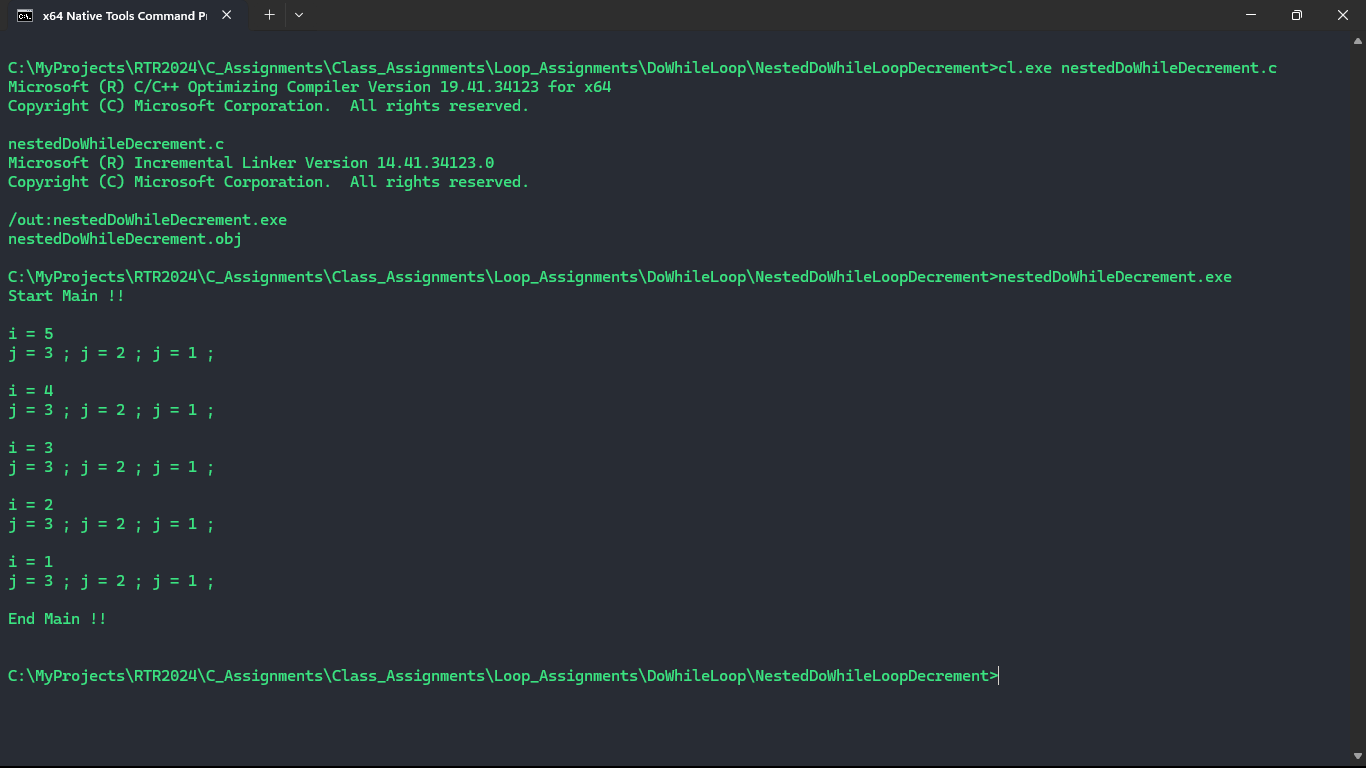 x64 Native Tools Command Pr
C:\MyProjects\RTR2024\C_Assignments\Class_Assignments\Loop_Assignments\DoWhileLoop\NestedDoWhileLoopDecrement>cl.exe nestedDoWhileDecrement.c
Microsoft (R) C/C++ Optimizing Compiler Version 19.41.34123 for x64
Copyright (C) Microsoft Corporation.  All rights reserved.
nestedDoWhileDecrement.c
Microsoft (R) Incremental Linker Version 14.41.34123.0
Copyright (C) Microsoft Corporation.  All rights reserved.
/out:nestedDoWhileDecrement.exe
nestedDoWhileDecrement.obj
C:\MyProjects\RTR2024\C_Assignments\Class_Assignments\Loop_Assignments\DoWhileLoop\NestedDoWhileLoopDecrement>nestedDoWhileDecrement.exe
Start Main !!
i = 5
j = 3 ; j = 2 ; j = 1 ;
i = 4
j = 3 ; j = 2 ; j = 1 ;
i = 3
j = 3 ; j = 2 ; j = 1 ;
i = 2
j = 3 ; j = 2 ; j = 1 ;
i = 1
j = 3 ; j = 2 ; j = 1 ;
End Main !!
C:\MyProjects\RTR2024\C_Assignments\Class_Assignments\Loop_Assignments\DoWhileLoop\NestedDoWhileLoopDecrement>